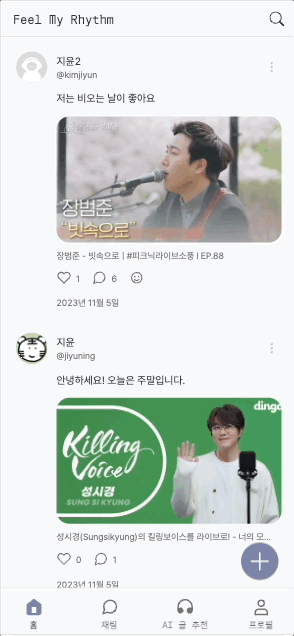 Feel My Rhythm
지윤2
@kimjiyun
저는 비오는 날이 좋아요
장범준
"빗속으로"
장범준 - 빗속으로 | #피크닉라이브소풍 l EP.88
1 6
2023년 11월 5일
지윤
@jiyuning
안녕하세요! 오늘은 주말입니다.
dingo
Killing
Voice
성시경
SUNG SI KYUNG
성시경(Sungsikyung)의 킬링보이스를 라이브로! - 너의 모...
0 1
2023년 11월 5일
홈 채팅 AI 글 추천 프로필